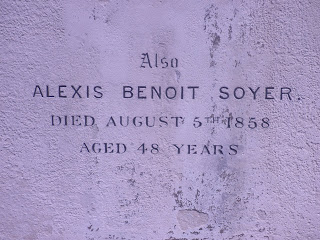 Also
ALEXIS BENOIT SOYER.
DIED AUGUST 5TH 1858
AGED 48 YEARS